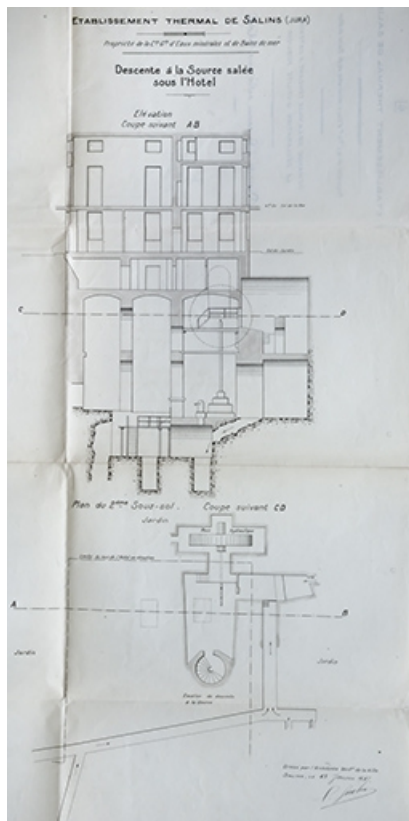 ETABLISSEMENT THERMAL DE SALINS (JURA)
Propriété de la Cie Gle d'Eaux minérales et de Bains de mer
Descente á la Source salée
sous l'Hotel
Elévation
Coupe suivant AB
C
D
Plan du 2ème Sous-sol. Coupe suivant CD
Jardin
A
B
Jardin
Jardin
Escalier de descente
à la Source